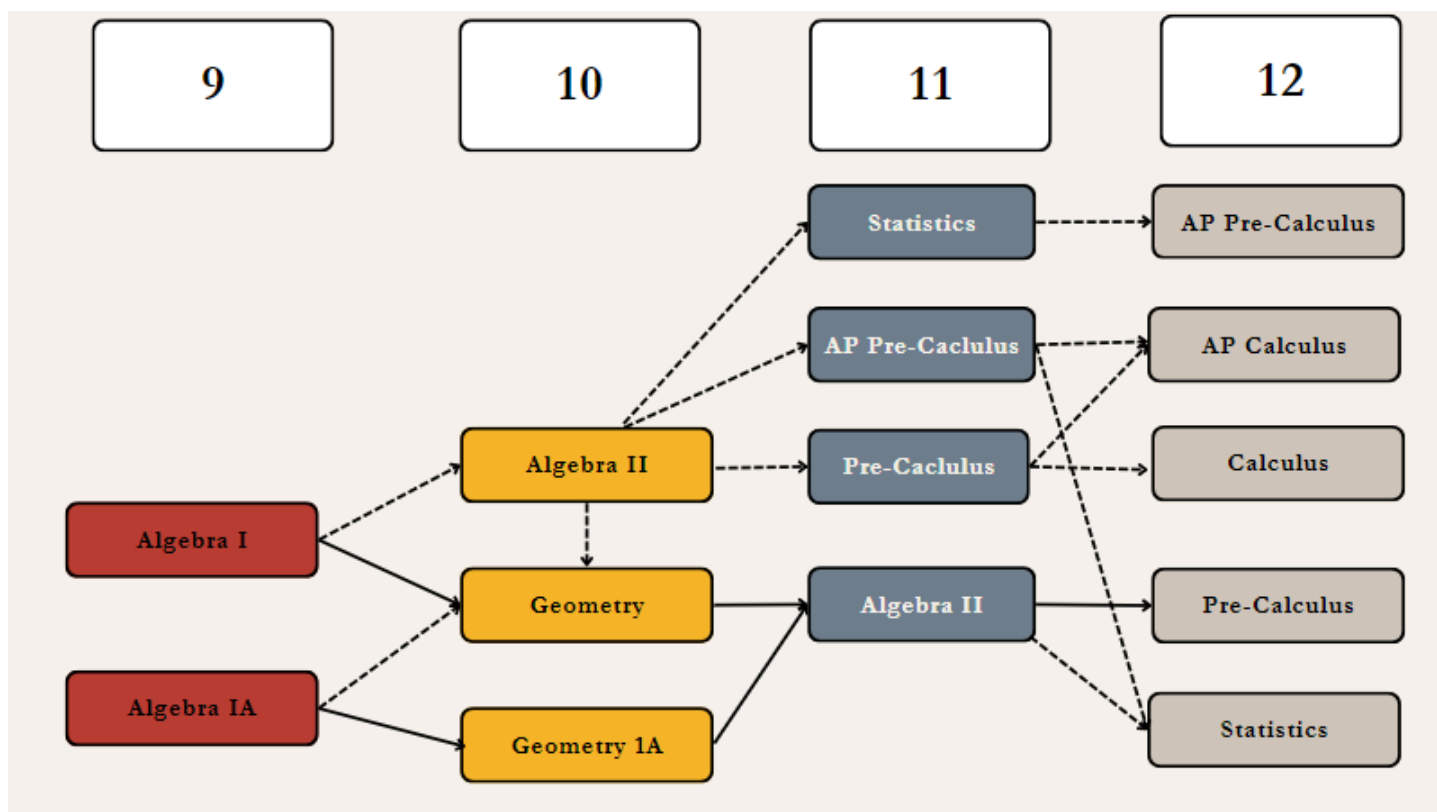 9
10
11
12
Statistics
AP Pre-Calculus
AP Pre-Caclulus
AP Calculus
Algebra II
Pre-Caclulus
Calculus
Algebra I
Geometry
Algebra II
Pre-Calculus
Algebra IA
Geometry 1A
Statistics